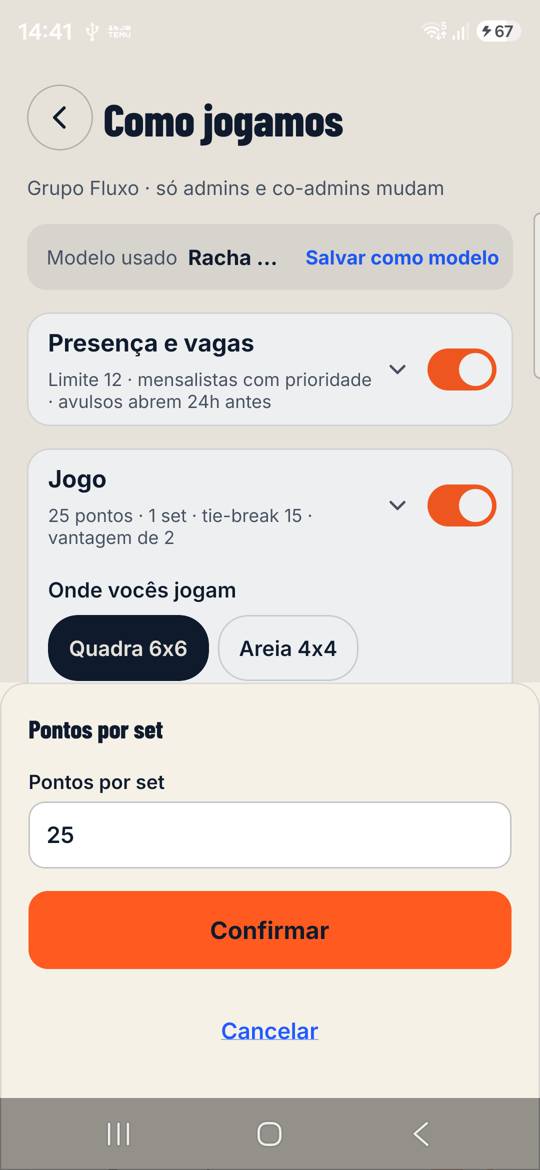 14:41
67
Como jogamos
Grupo Fluxo · só admins e co-admins mudam
Modelo usado Racha ... Salvar como modelo
Presença e vagas
Limite 12 · mensalistas com prioridade
· avulsos abrem 24h antes
Jogo
25 pontos · 1 set · tie-break 15 ·
vantagem de 2
Onde vocês jogam
Quadra 6x6 Areia 4x4
Pontos por set
Pontos por set
25
Confirmar
Cancelar